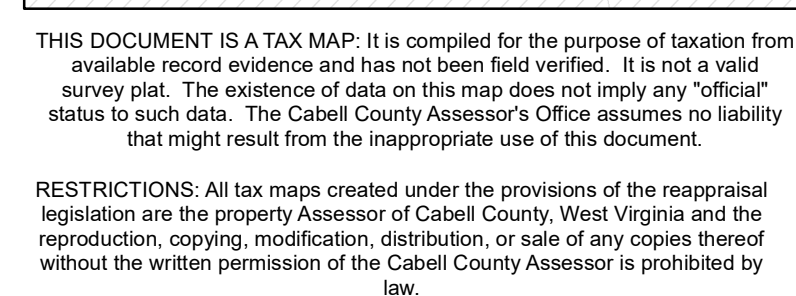 THIS DOCUMENT IS A TAX MAP: It is compiled for the purpose of taxation from
available record evidence and has not been field verified.  It is not a valid
survey plat.  The existence of data on this map does not imply any "official"
status to such data.  The Cabell County Assessor's Office assumes no liability
that might result from the inappropriate use of this document.

RESTRICTIONS: All tax maps created under the provisions of the reappraisal
legislation are the property Assessor of Cabell County, West Virginia and the
reproduction, copying, modification, distribution, or sale of any copies thereof
without the written permission of the Cabell County Assessor is prohibited by
law.